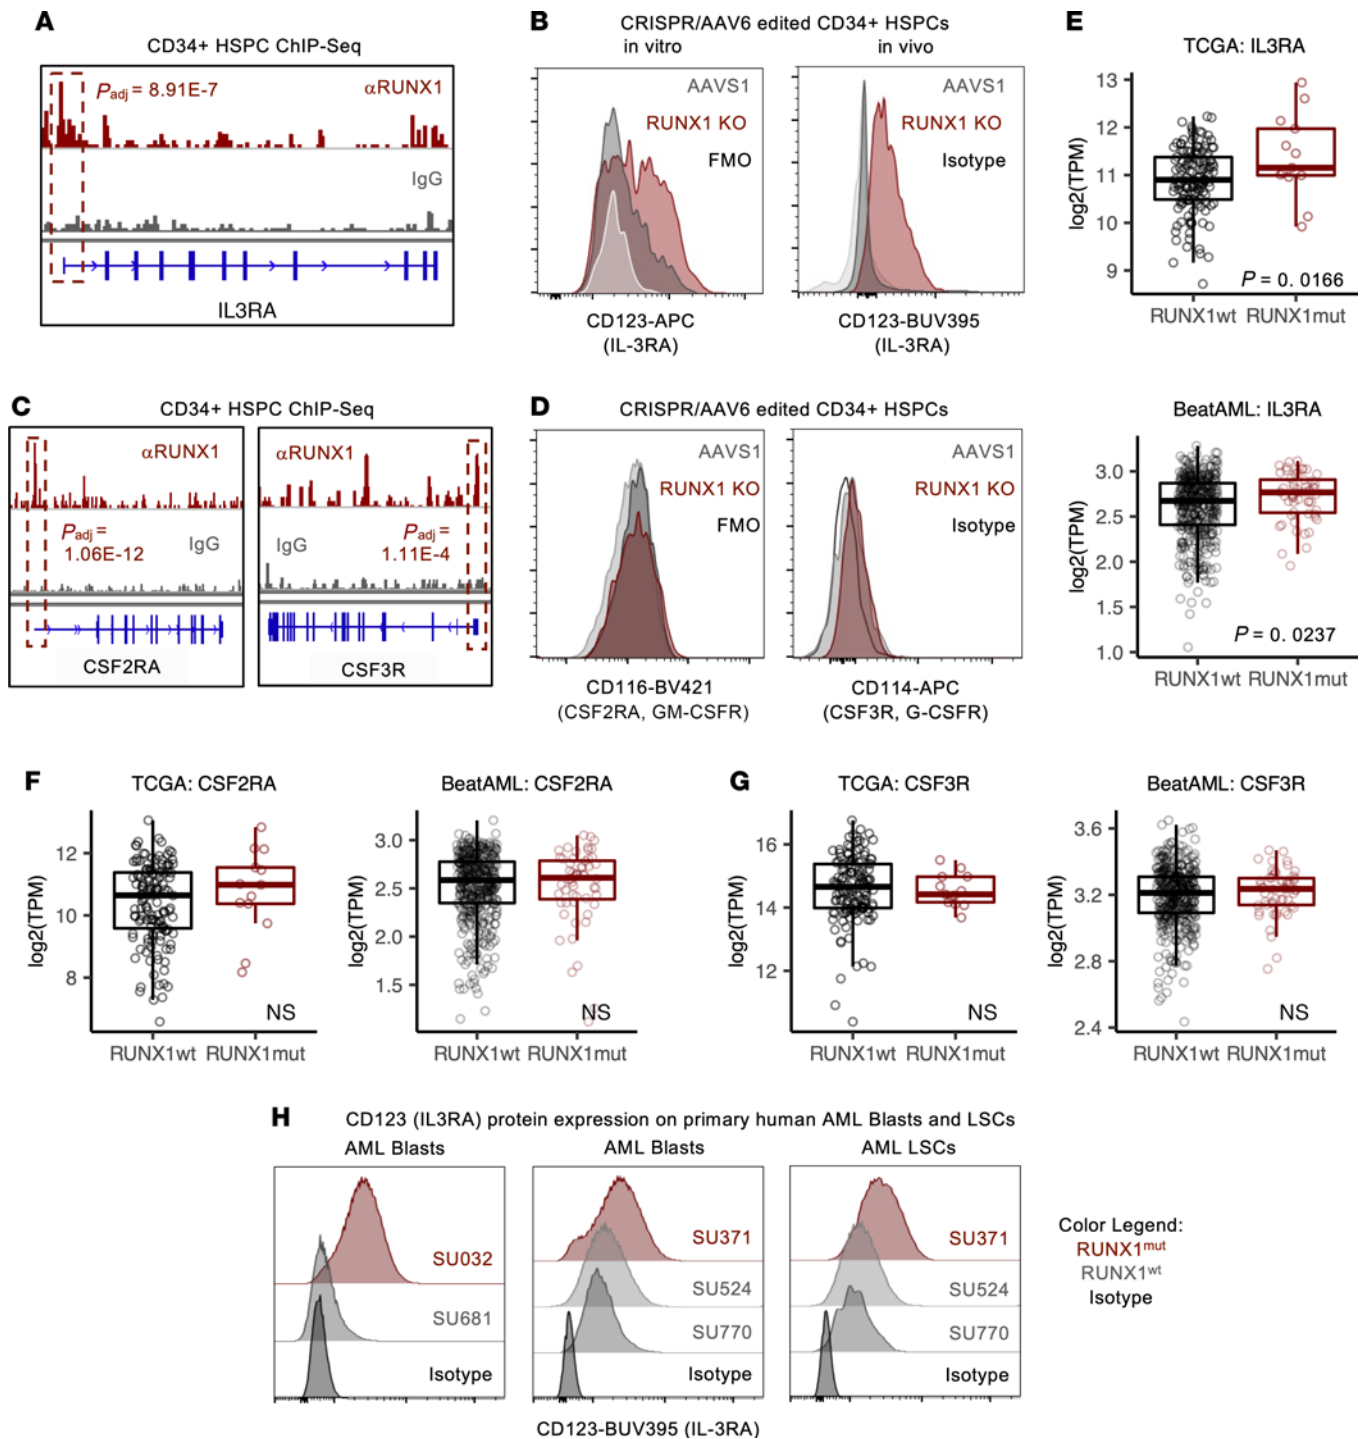 A
CD34+ HSPC ChIP-Seq
Padj = 8.91E-7
αRUNX1
IgG
IL3RA
B
CRISPR/AAV6 edited CD34+ HSPCs
in vitro
in vivo
AAVS1
RUNX1 KO
FMO
AAVS1
RUNX1 KO
Isotype
CD123-APC
(IL-3RA)
CD123-BUV395
(IL-3RA)
E
TCGA: IL3RA
log2(TPM)
13
12
11
10
9
P = 0.0166
RUNX1wt
RUNX1mut
C
CD34+ HSPC ChIP-Seq
αRUNX1
Padj =
1.06E-12
IgG
CSF2RA
αRUNX1
Padj =
1.11E-4
IgG
CSF3R
D
CRISPR/AAV6 edited CD34+ HSPCs
AAVS1
RUNX1 KO
FMO
AAVS1
RUNX1 KO
Isotype
CD116-BV421
(CSF2RA, GM-CSFR)
CD114-APC
(CSF3R, G-CSFR)
BeatAML: IL3RA
log2(TPM)
3.0
2.5
2.0
1.5
1.0
P = 0.0237
RUNX1wt
RUNX1mut
F
TCGA: CSF2RA
log2(TPM)
12
10
8
NS
RUNX1wt
RUNX1mut
BeatAML: CSF2RA
log2(TPM)
3.0
2.5
2.0
1.5
NS
RUNX1wt
RUNX1mut
G
TCGA: CSF3R
log2(TPM)
16
14
12
NS
RUNX1wt
RUNX1mut
BeatAML: CSF3R
log2(TPM)
3.6
3.2
2.8
2.4
NS
RUNX1wt
RUNX1mut
H
CD123 (IL3RA) protein expression on primary human AML Blasts and LSCs
AML Blasts
AML Blasts
AML LSCs
SU032
SU681
Isotype
SU371
SU524
SU770
Isotype
SU371
SU524
SU770
Isotype
CD123-BUV395 (IL-3RA)
Color Legend:
RUNX1mut
RUNX1wt
Isotype